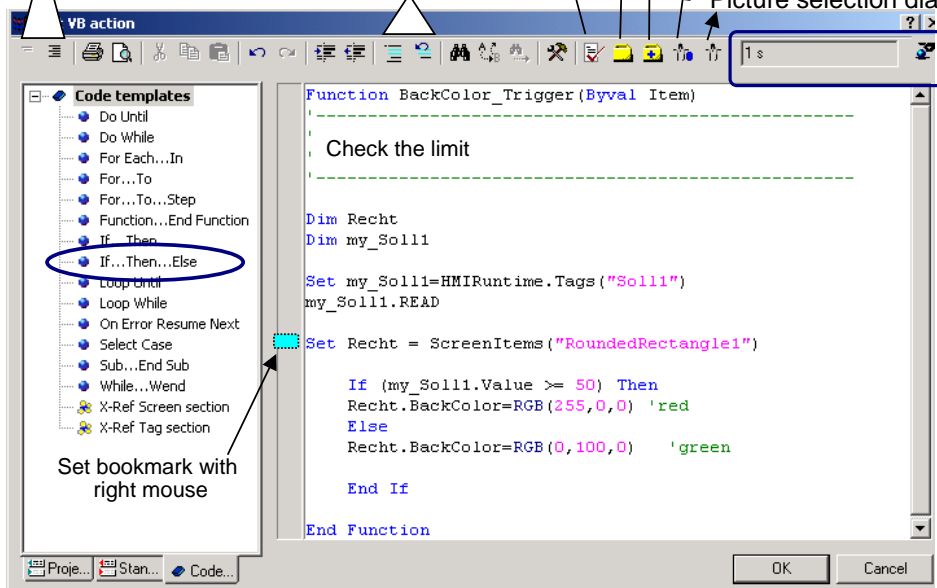 Picture selection dia
VB action
1 s
Code templates
Do Until
Do While
For Each...In
For...To
For...To...Step
Function...End Function
If...Then
If...Then...Else
Loop Until
Loop While
On Error Resume Next
Select Case
Sub...End Sub
While...Wend
X-Ref Screen section
X-Ref Tag section
Set bookmark with
right mouse
Function BackColor_Trigger(Byval Item)
'----------------------------------------------------
'
' Check the limit
'----------------------------------------------------
Dim Recht
Dim my_Soll1
Set my_Soll1=HMIRuntime.Tags("Soll1")
my_Soll1.READ
Set Recht = ScreenItems("RoundedRectangle1")
If (my_Soll1.Value >= 50) Then
Recht.BackColor=RGB(255,0,0) 'red
Else
Recht.BackColor=RGB(0,100,0) 'green
End If
End Function
Proje... Stan... Code...
OK Cancel